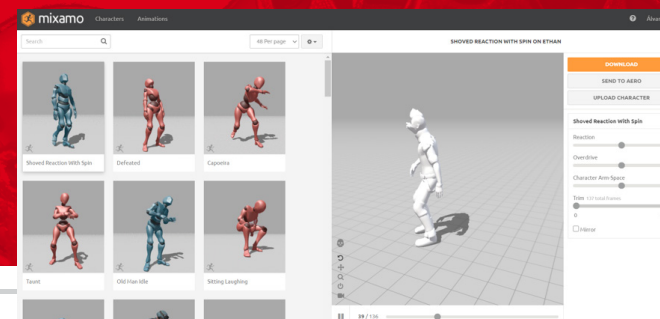 mixamo Characters Animations Álva
Search 48 Per page SHOVED REACTION WITH SPIN ON ETHAN
DOWNLOAD
SEND TO AERO
UPLOAD CHARACTER
Shoved Reaction With Spin
Reaction
Overdrive
Character Arm-Space
Trim
0
Mirror
Shoved Reaction With Spin Defeated Capoeira
Taunt Old Man Idle Sitting Laughing
39 / 136